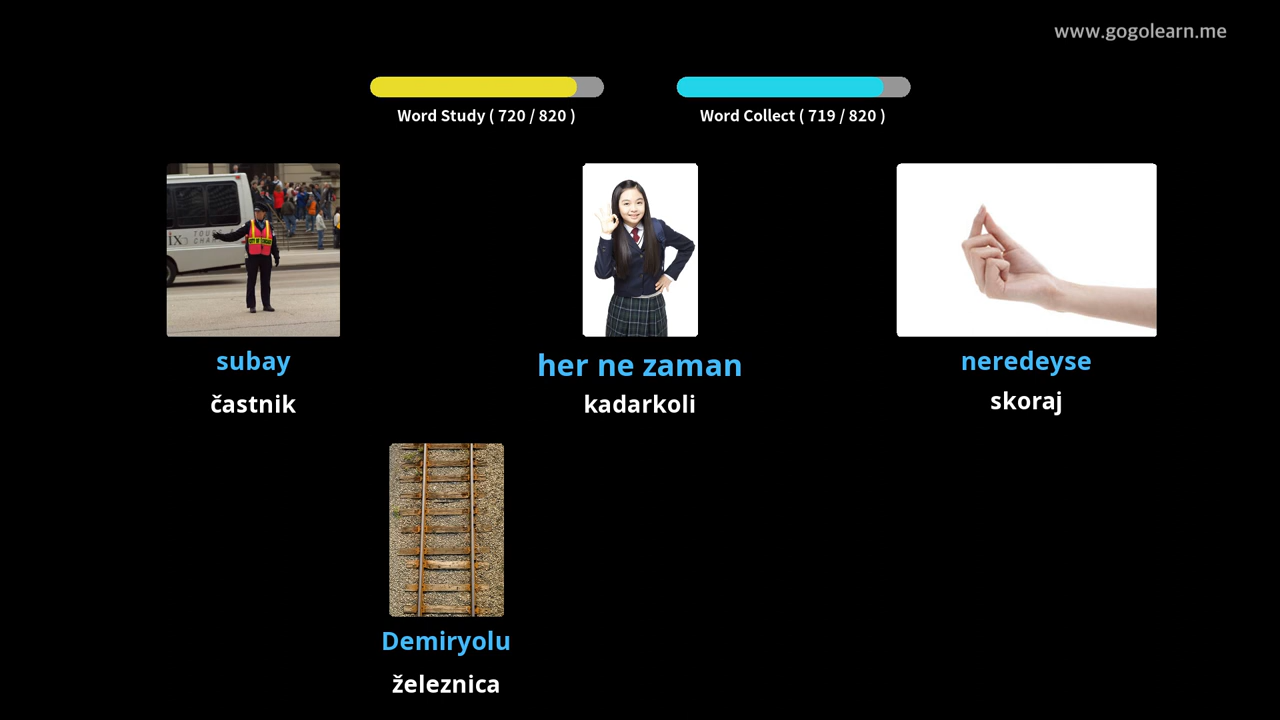 www.gogolearn.me
Word Study ( 720 / 820 )
Word Collect ( 719 / 820 )
subay
častnik
her ne zaman
kadarkoli
neredeyse
skoraj
Demiryolu
železnica